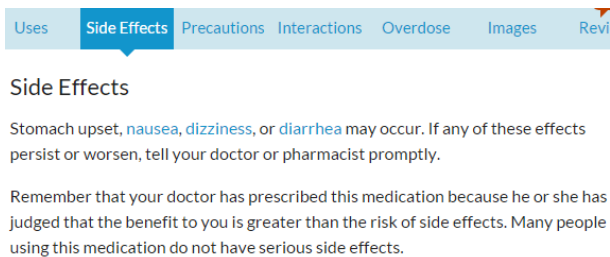 Uses Side Effects Precautions Interactions Overdose Images Revi
Side Effects
Stomach upset, nausea, dizziness, or diarrhea may occur. If any of these effects
persist or worsen, tell your doctor or pharmacist promptly.
Remember that your doctor has prescribed this medication because he or she has
judged that the benefit to you is greater than the risk of side effects. Many people
using this medication do not have serious side effects.